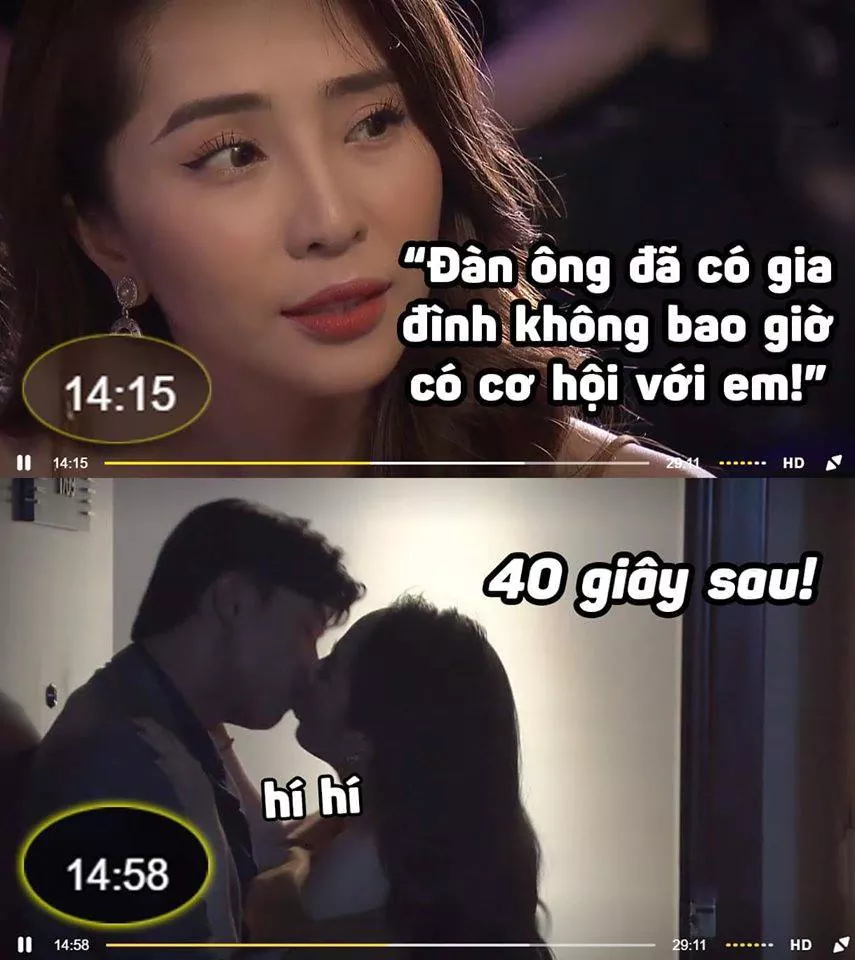 “Đàn ông đã có gia
đình không bao giờ
có cơ hội với em!”
14:15
14:15
29:11
HD
40 giây sau!
hí hí
14:58
14:58
29:11
HD